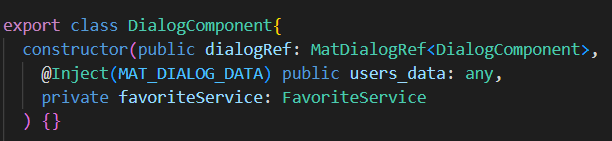 export class DialogComponent{
constructor(public dialogRef: MatDialogRef<DialogComponent>,
@Inject(MAT_DIALOG_DATA) public users_data: any,
private favoriteService: FavoriteService
) {}